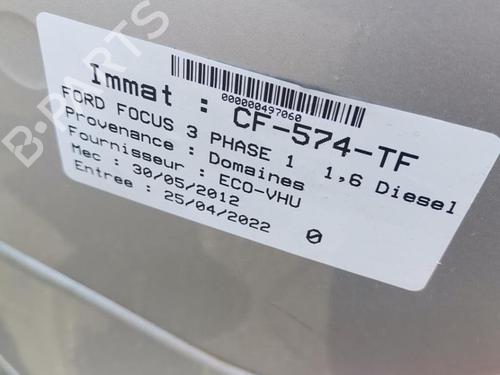 000000497060
Immat : CF-574-TF
FORD FOCUS 3 PHASE 1 1,6 Diesel
Provenance : Domaines
Fournisseur : ECO-VHU
Mec : 30/05/2012
Entree : 25/04/2022 0
B-PARTS